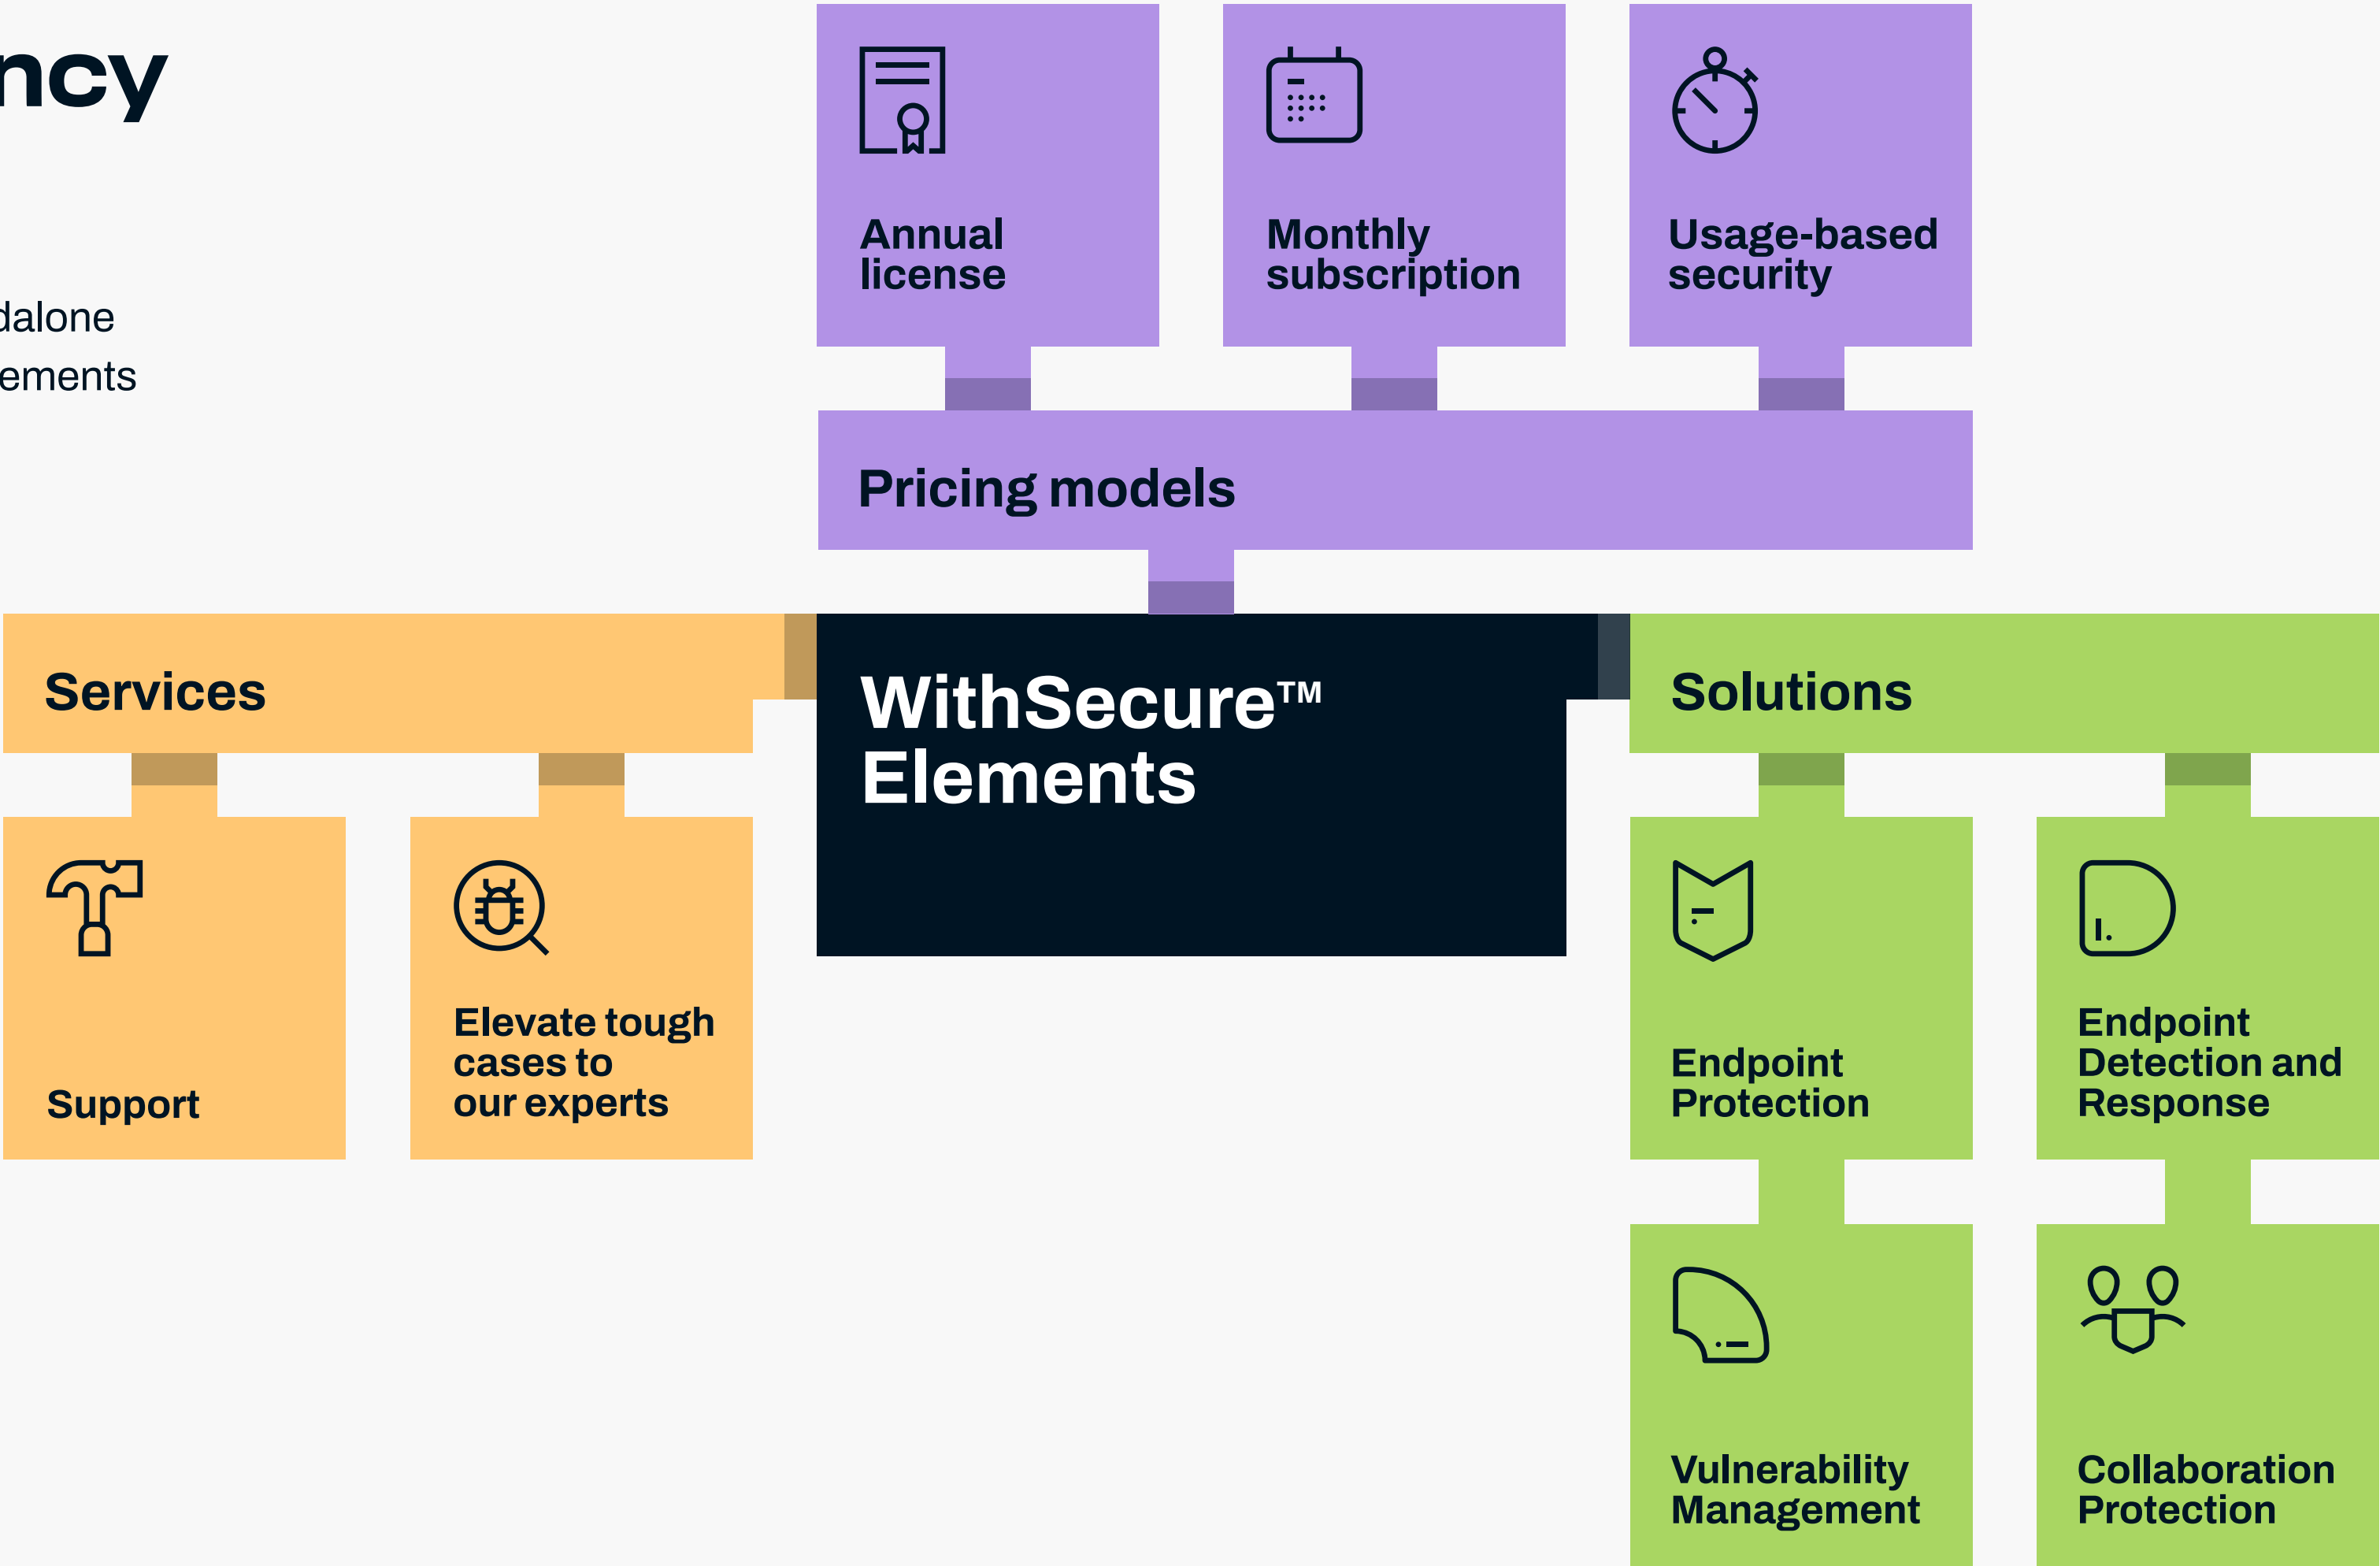 ncy
dalone
ements
Annual
license
Monthly
subscription
Usage-based
security
Pricing models
Services
WithSecure™
Elements
Solutions
Support
Elevate tough
cases to
our experts
Endpoint
Protection
Endpoint
Detection and
Response
Vulnerability
Management
Collaboration
Protection